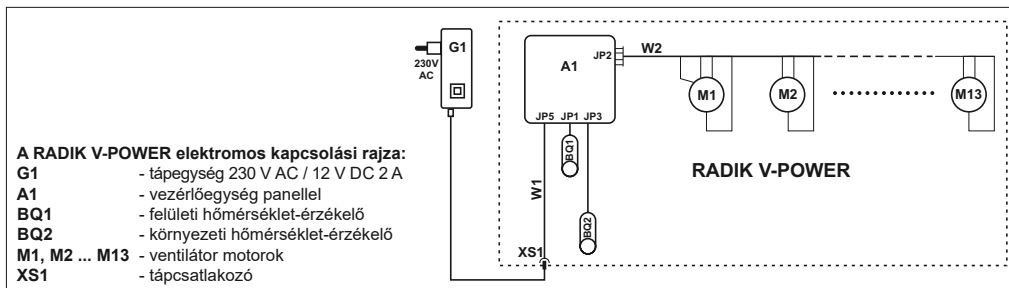 G1
230V
AC
A1
JP2
W2
M1
M2
M13
JP5 JP1 JP3
BQ1
RADIK V-POWER
W1
BQ2
XS1
A RADIK V-POWER elektromos kapcsolási rajza:
G1 - tápegység 230 V AC / 12 V DC 2 A
A1 - vezérlőegység panellel
BQ1 - felületi hőmérséklet-érzékelő
BQ2 - környezeti hőmérséklet-érzékelő
M1, M2 ... M13 - ventilátor motorok
XS1 - tápcsatlakozó